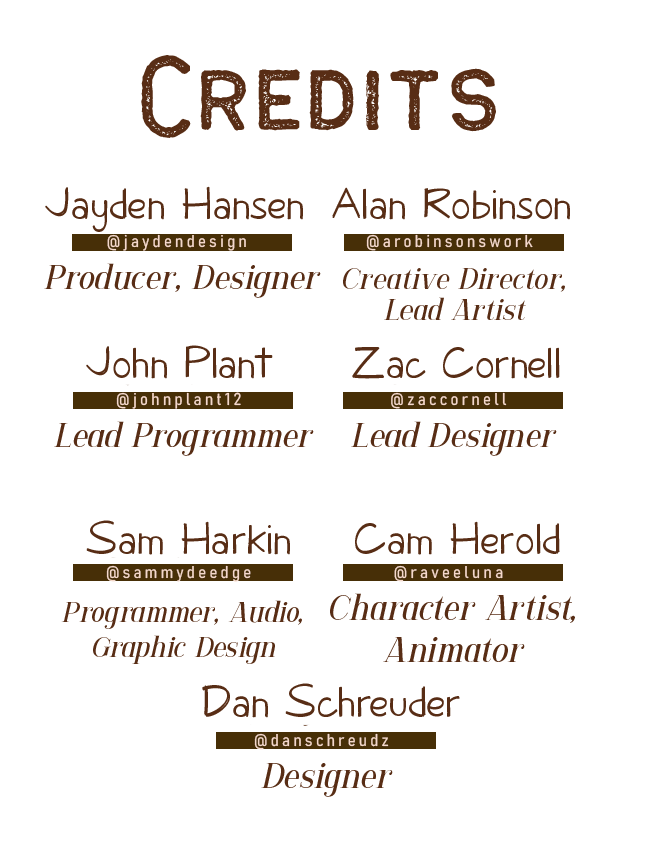 CREDITS
Jayden Hansen
@jaydendesign
Producer, Designer
Alan Robinson
@arobinsonswork
Creative Director,
Lead Artist
John Plant
@johnplant12
Lead Programmer
Zac Cornell
@zaccornell
Lead Designer
Sam Harkin
@sammydeedge
Programmer, Audio,
Graphic Design
Cam Herold
@raveeluna
Character Artist,
Animator
Dan Schreuder
@danschreudz
Designer